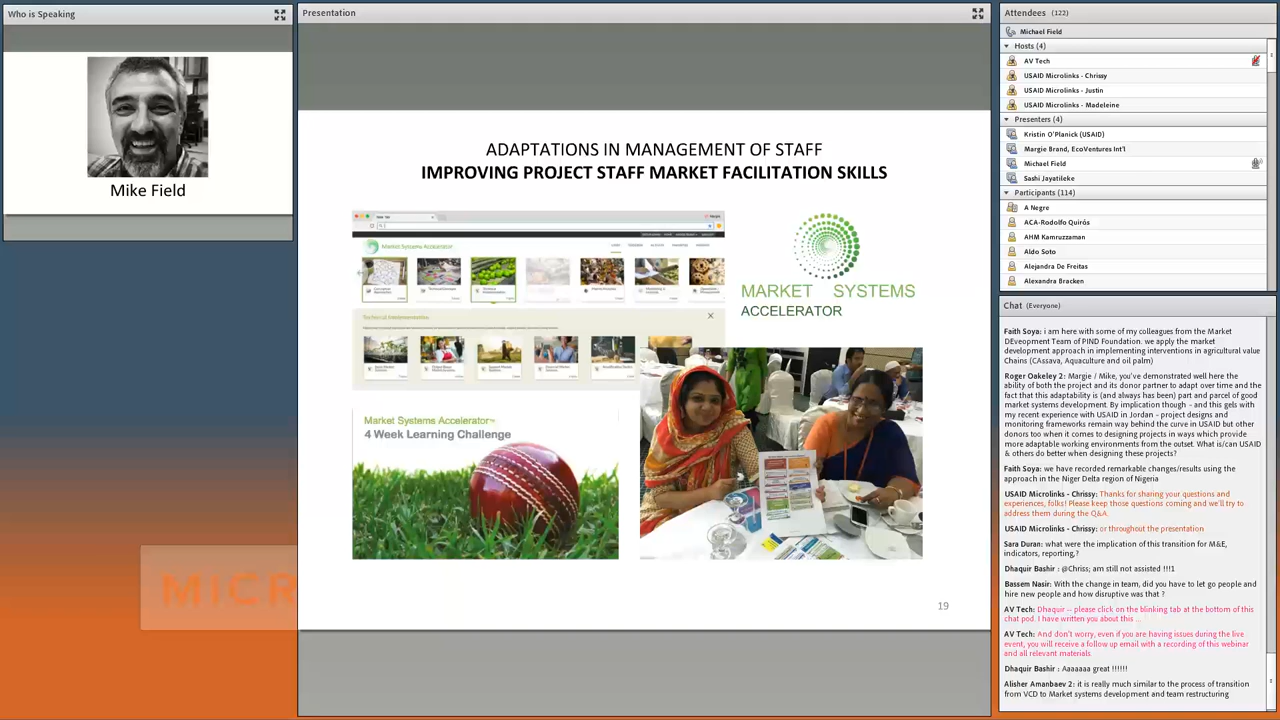 Who is Speaking
Mike Field
MICR
Presentation
ADAPTATIONS IN MANAGEMENT OF STAFF
IMPROVING PROJECT STAFF MARKET FACILITATION SKILLS
Market Systems Accelerator
Technical Implementation
MARKET SYSTEMS
ACCELERATOR
Market Systems Accelerator
4 Week Learning Challenge
19
Attendees (122)
Michael Field
Hosts (4)
AV Tech
USAID Microlinks - Chrissy
USAID Microlinks - Justin
USAID Microlinks - Madeleine
Presenters (4)
Kristin O'Planick (USAID)
Margie Brand, EcoVentures Int'l
Michael Field
Sashi Jayatileke
Participants (114)
A Negre
ACA-Rodolfo Quirós
AHM Kamruzzaman
Aldo Soto
Alejandra De Freitas
Alexandra Bracken
Chat (Everyone)
Faith Soya: i am here with some of my colleagues from the Market
DEveopment Team of PIND Foundation. we apply the market
development approach in implementing interventions in agricultural value
Chains (CAssava, Aquaculture and oil palm)
Roger Oakeley 2: Margie / Mike, you've demonstrated well here the
ability of both the project and its donor partner to adapt over time and the
fact that this adaptability is (and always has been) part and parcel of good
market systems development. By implication though - and this gels with
my recent experience with USAID in Jordan - project designs and
monitoring frameworks remain way behind the curve in USAID but other
donors too when it comes to designing projects in ways which provide
more adaptable working environments from the outset. What is/can USAID
& others do better when designing these projects?
Faith Soya: we have recorded remarkable changes/results using the
approach in the Niger Delta region of Nigeria
USAID Microlinks - Chrissy: Thanks for sharing your questions and
experiences, folks! Please keep those questions coming and we'll try to
address them during the Q&A.
USAID Microlinks - Chrissy: or throughout the presentation
Sara Duran: what were the implication of this transition for M&E,
indicators, reporting,?
Dhaquir Bashir : @Chriss; am still not assisted !!!1
Bassem Nasir: With the change in team, did you have to let go people and
hire new people and how disruptive was that ?
AV Tech: Dhaquir -- please click on the blinking tab at the bottom of this
chat pod. I have written you about this ...
AV Tech: And don't worry, even if you are having issues during the live
event, you will receive a follow up email with a recording of this webinar
and all relevant materials.
Dhaquir Bashir : Aaaaaaa great !!!!!!
Alisher Amanbaev 2: it is really much similar to the process of transition
from VCD to Market systems development and team restructuring